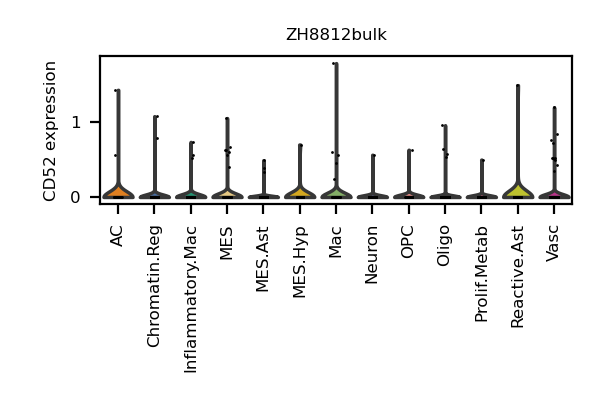 ZH8812bulk
CD52 expression
1
0
AC
Chromatin.Reg
Inflammatory.Mac
MES
MES.Ast
MES.Hyp
Mac
Neuron
OPC
Oligo
Prolif.Metab
Reactive.Ast
Vasc